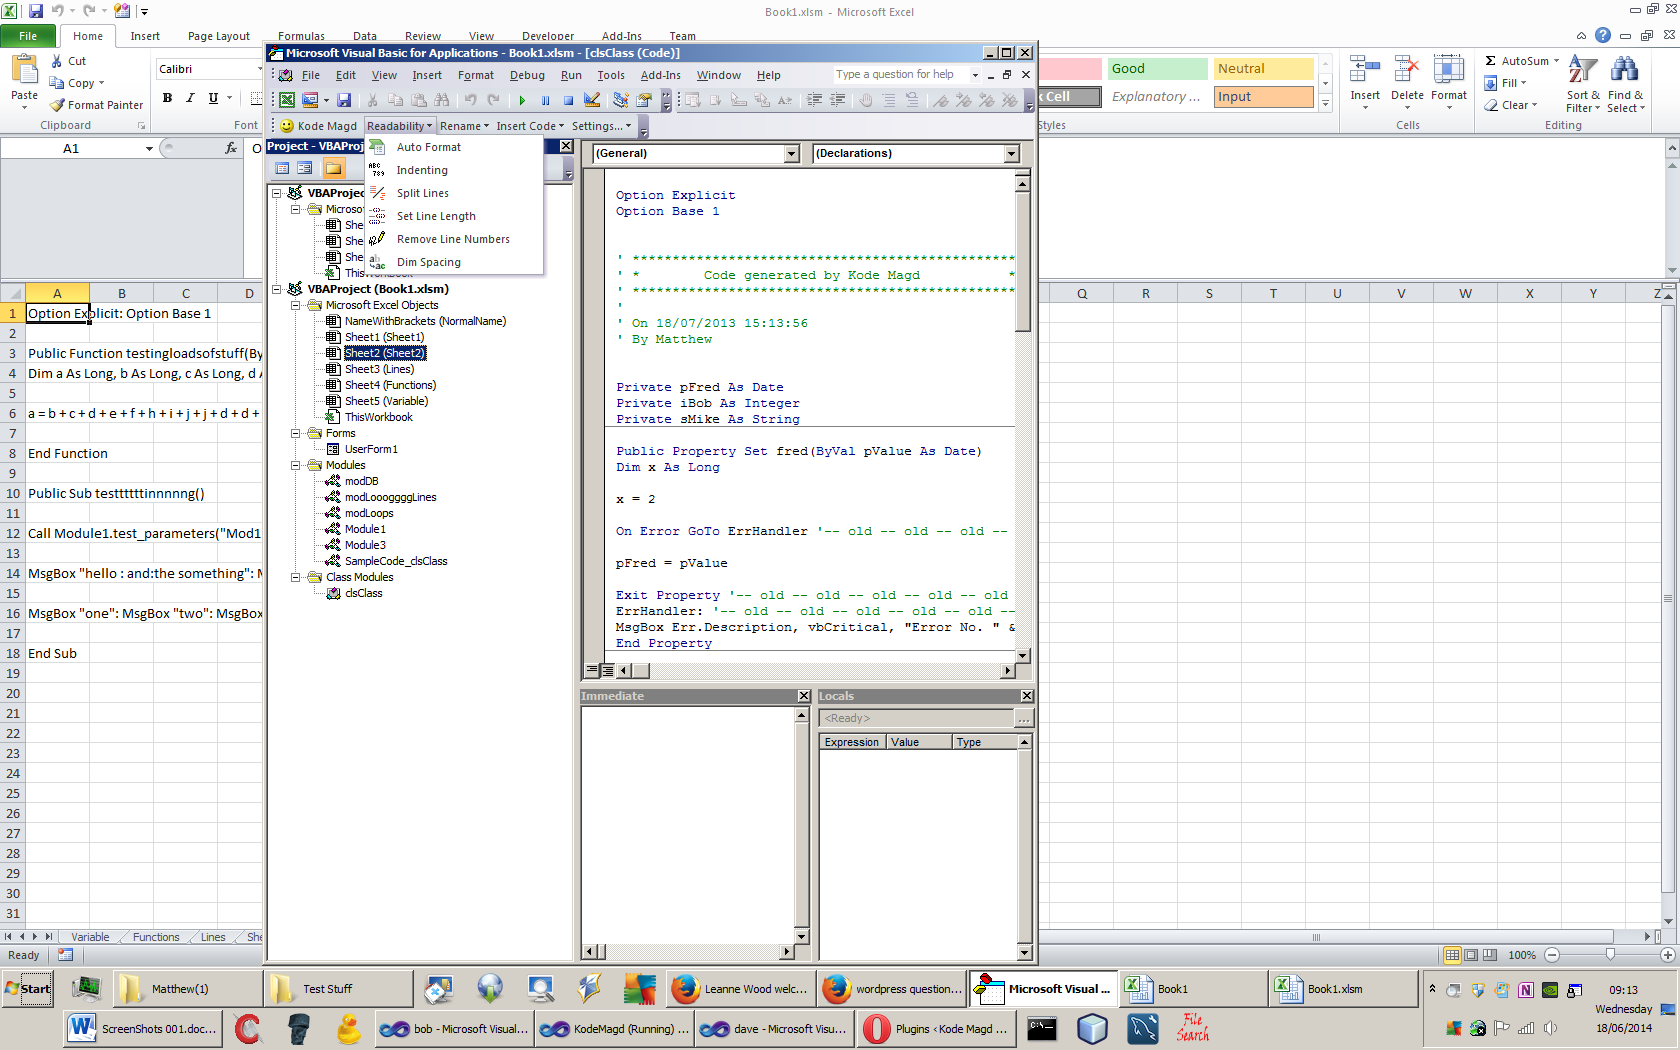 Book1.xlsm - Microsoft Excel
File Home Insert Page Layout Formulas Data Review View Developer Add-Ins Team
Paste
Cut
Copy
Format Painter
Clipboard
Calibri
B I U
Font
Good
Neutral
k Cell
Explanatory ...
Input
Styles
Insert Delete Format
Cells
AutoSum
Fill
Clear
Sort & Filter
Find & Select
Editing
A1
fx
O
Microsoft Visual Basic for Applications - Book1.xlsm - [clsClass (Code)]
File Edit View Insert Format Debug Run Tools Add-Ins Window Help
Type a question for help
Kode Magd Readability Rename Insert Code Settings...
Auto Format
Indenting
Split Lines
Set Line Length
Remove Line Numbers
Dim Spacing
Project - VBAProj
VBAProjec
Microsof
She
She
She
ThisWorkbook
VBAProject (Book1.xlsm)
Microsoft Excel Objects
NameWithBrackets (NormalName)
Sheet1 (Sheet1)
Sheet2 (Sheet2)
Sheet3 (Lines)
Sheet4 (Functions)
Sheet5 (Variable)
ThisWorkbook
Forms
UserForm1
Modules
modDB
modLooogggLines
modLoops
Module1
Module3
SampleCode_clsClass
Class Modules
clsClass
(General)
(Declarations)
Option Explicit
Option Base 1
' ************************************************
' * Code generated by Kode Magd *
' ************************************************
'
' On 18/07/2013 15:13:56
' By Matthew
Private pFred As Date
Private iBob As Integer
Private sMike As String
Public Property Set fred(ByVal pValue As Date)
Dim x As Long
x = 2
On Error GoTo ErrHandler '-- old -- old -- old --
pFred = pValue
Exit Property '-- old -- old -- old -- old -- old
ErrHandler: '-- old -- old -- old -- old -- old --
MsgBox Err.Description, vbCritical, "Error No. " &
End Property
Immediate
Locals
<Ready>
...
Expression Value Type
A B C D Q R S T U V W X Y Z
1 Option Explicit: Option Base 1
2
3 Public Function testingloadsofstuff(By
4 Dim a As Long, b As Long, c As Long, d A
5
6 a = b + c + d + e + f + h + i + j + j + d + d +
7
8 End Function
9
10 Public Sub testtttttinnnnng()
11
12 Call Module1.test_parameters("Mod1
13
14 MsgBox "hello : and:the something": M
15
16 MsgBox "one": MsgBox "two": MsgBox
17
18 End Sub
19
20
21
22
23
24
25
26
27
28
29
30
31
Variable Functions Lines She
Ready
100%
Start
Matthew(1)
Test Stuff
Leanne Wood welc...
wordpress question...
Microsoft Visual ...
Book1
Book1.xlsm
09:13
Wednesday
18/06/2014
ScreenShots 001.doc...
bob - Microsoft Visual...
KodeMagd (Running) ...
dave - Microsoft Visu...
Plugins ‹ Kode Magd ...
File Search